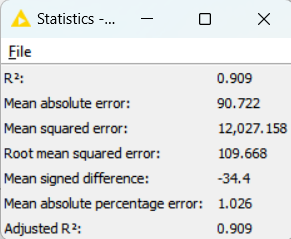 Statistics -...
File
R²: 0.909
Mean absolute error: 90.722
Mean squared error: 12,027.158
Root mean squared error: 109.668
Mean signed difference: -34.4
Mean absolute percentage error: 1.026
Adjusted R²: 0.909